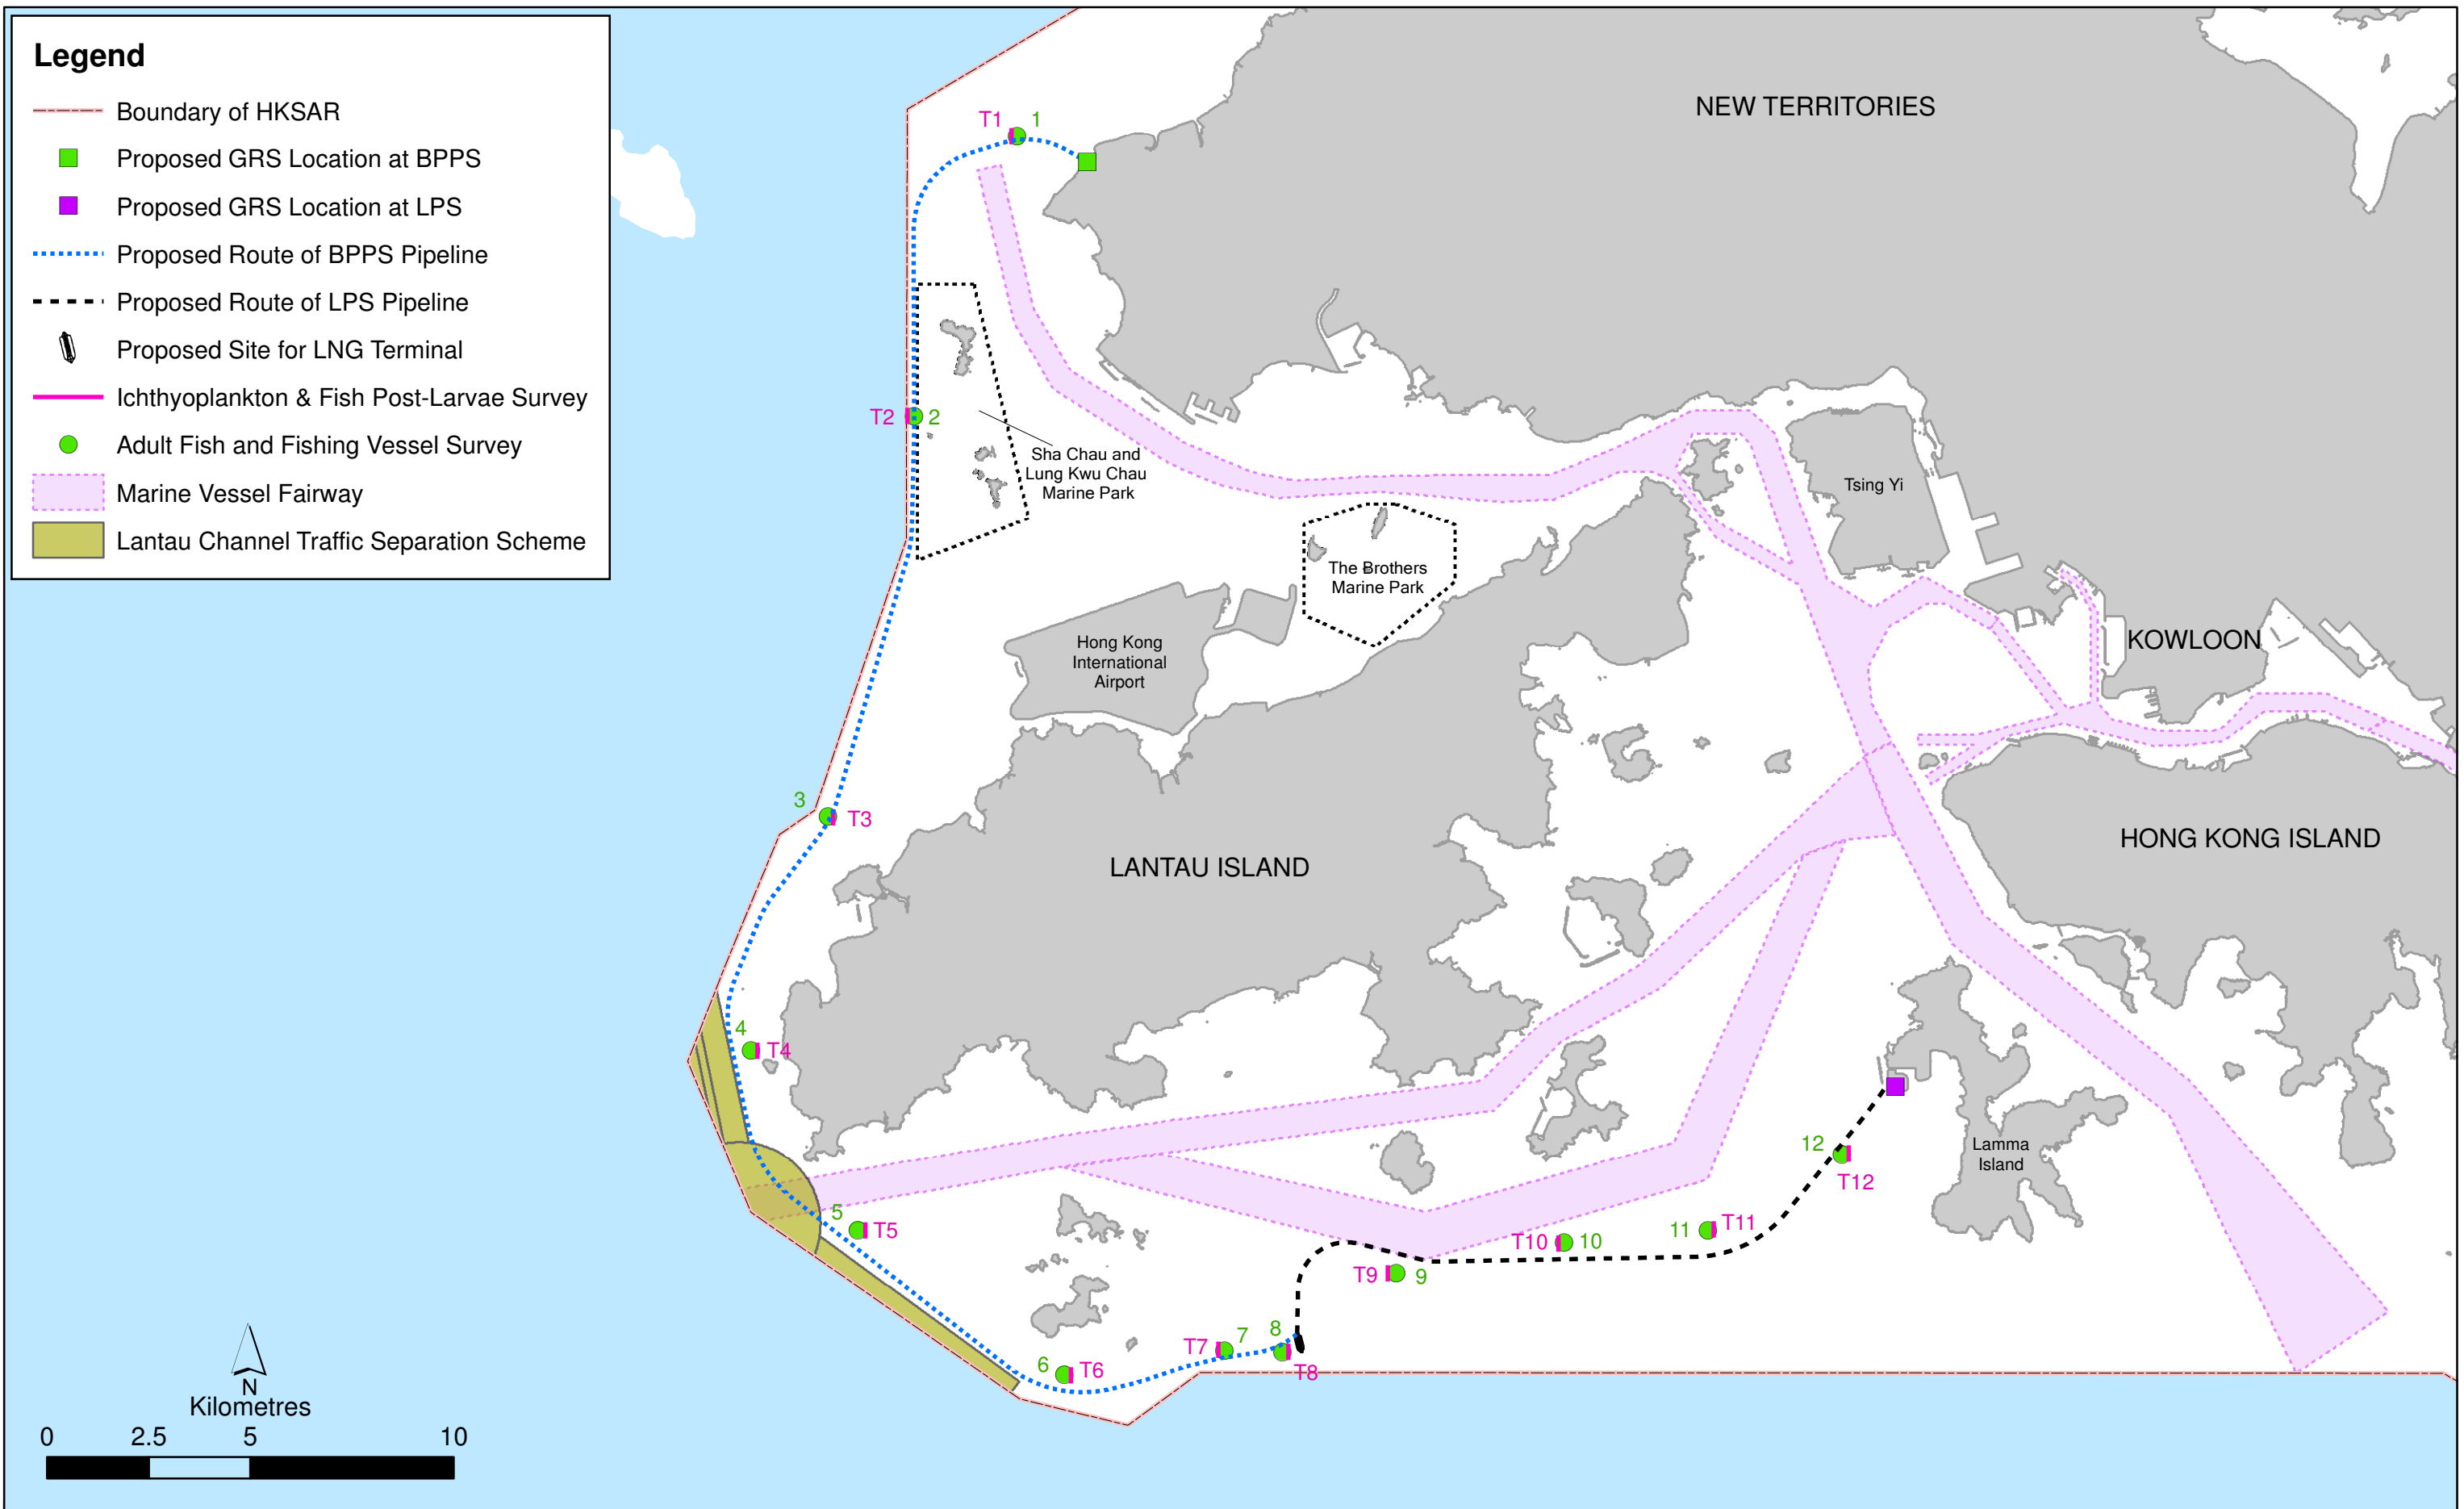 Legend
Boundary of HKSAR
Proposed GRS Location at BPPS
Proposed GRS Location at LPS
Proposed Route of BPPS Pipeline
Proposed Route of LPS Pipeline
Proposed Site for LNG Terminal
Ichthyoplankton & Fish Post-Larvae Survey
Adult Fish and Fishing Vessel Survey
Marine Vessel Fairway
Lantau Channel Traffic Separation Scheme
NEW TERRITORIES
T1 1
T2 2
Sha Chau and
Lung Kwu Chau
Marine Park
Tsing Yi
The Brothers
Marine Park
Hong Kong
International
Airport
KOWLOON
3 T3
HONG KONG ISLAND
LANTAU ISLAND
4 T4
5 T5
12
T12
Lamma
Island
T10 10
11 T11
T9 9
6 T6
T7 7
8
T8
N
Kilometres
0 2.5 5 10